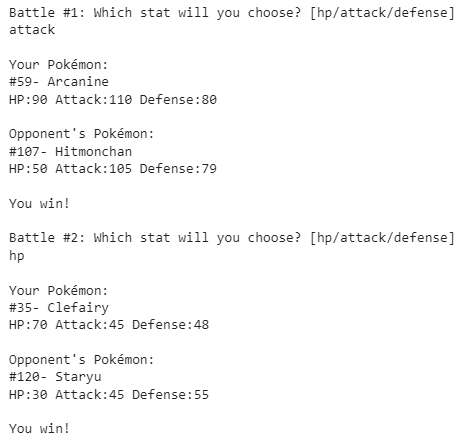 Battle #1: Which stat will you choose? [hp/attack/defense]
attack
Your Pokémon:
#59- Arcanine
HP:90 Attack:110 Defense:80
Opponent's Pokémon:
#107- Hitmonchan
HP:50 Attack:105 Defense:79
You win!
Battle #2: Which stat will you choose? [hp/attack/defense]
hp
Your Pokémon:
#35- Clefairy
HP:70 Attack:45 Defense:48
Opponent's Pokémon:
#120- Staryu
HP:30 Attack:45 Defense:55
You win!